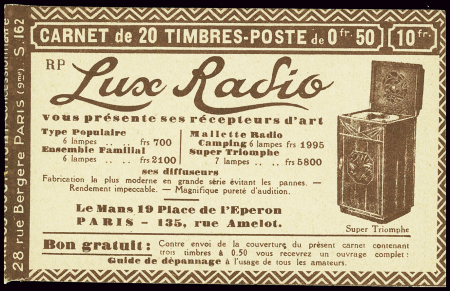 CARNET de 20 TIMBRES-POSTE de 0 fr. 50 10 fr.
RP
Lux Radio
vous présente ses récepteurs d'art
Type Populaire
6 lampes .. frs 700
Ensemble Familial
6 lampes .. .. frs 2100
Mallette Radio
Camping 6 lampes frs 1995
Super Triomphe
7 lampes .. .. frs 5800
ses diffuseurs
Fabrication la plus moderne en grande série évitant les pannes. —
Rendement impeccable. — Magnifique pureté d'audition.
Le Mans 19 Place de l'Eperon
PARIS - 135, rue Amelot.
Super Triomphe
Bon gratuit : Contre envoi de la couverture du présent carnet contenant
trois timbres à 0.50 vous recevrez un ouvrage complet :
Guide de dépannage à l'usage de tous les amateurs.
28 rue Bergère PARIS (9me). S. 162